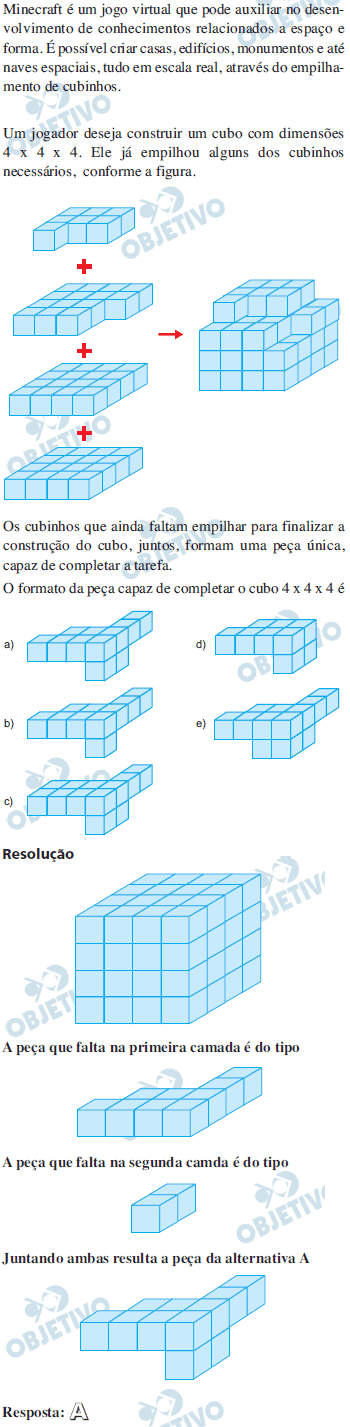 Minecraft é um jogo virtual que pode auxiliar no desen-
volvimento de conhecimentos relacionados a espaço e
forma. É possível criar casas, edifícios, monumentos e até
naves espaciais, tudo em escala real, através do empilha-
mento de cubinhos.
Um jogador deseja construir um cubo com dimensões
4 x 4 x 4. Ele já empilhou alguns dos cubinhos
necessários, conforme a figura.
OBJETIVO
Os cubinhos que ainda faltam empilhar para finalizar a
construção do cubo, juntos, formam uma peça única,
capaz de completar a tarefa.
O formato da peça capaz de completar o cubo 4 x 4 x 4 é
a)
d)
b)
e)
c)
Resolução
A peça que falta na primeira camada é do tipo
A peça que falta na segunda camda é do tipo
Juntando ambas resulta a peça da alternativa A
Resposta: A